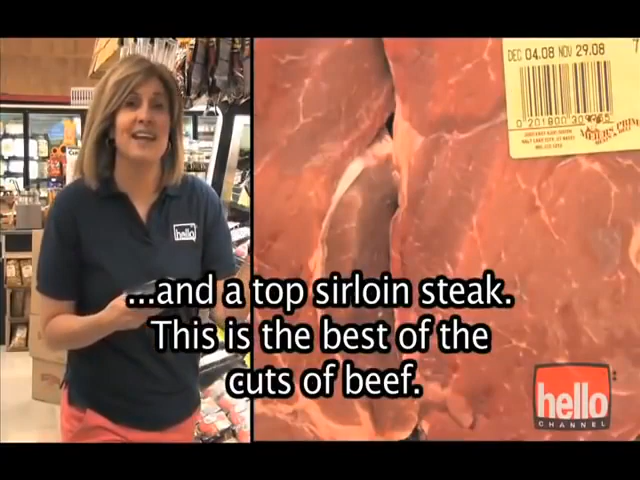 DEC 04.08 NOV 29.08
hello
...and a top sirloin steak.
This is the best of the
cuts of beef.
hello
CHANNEL